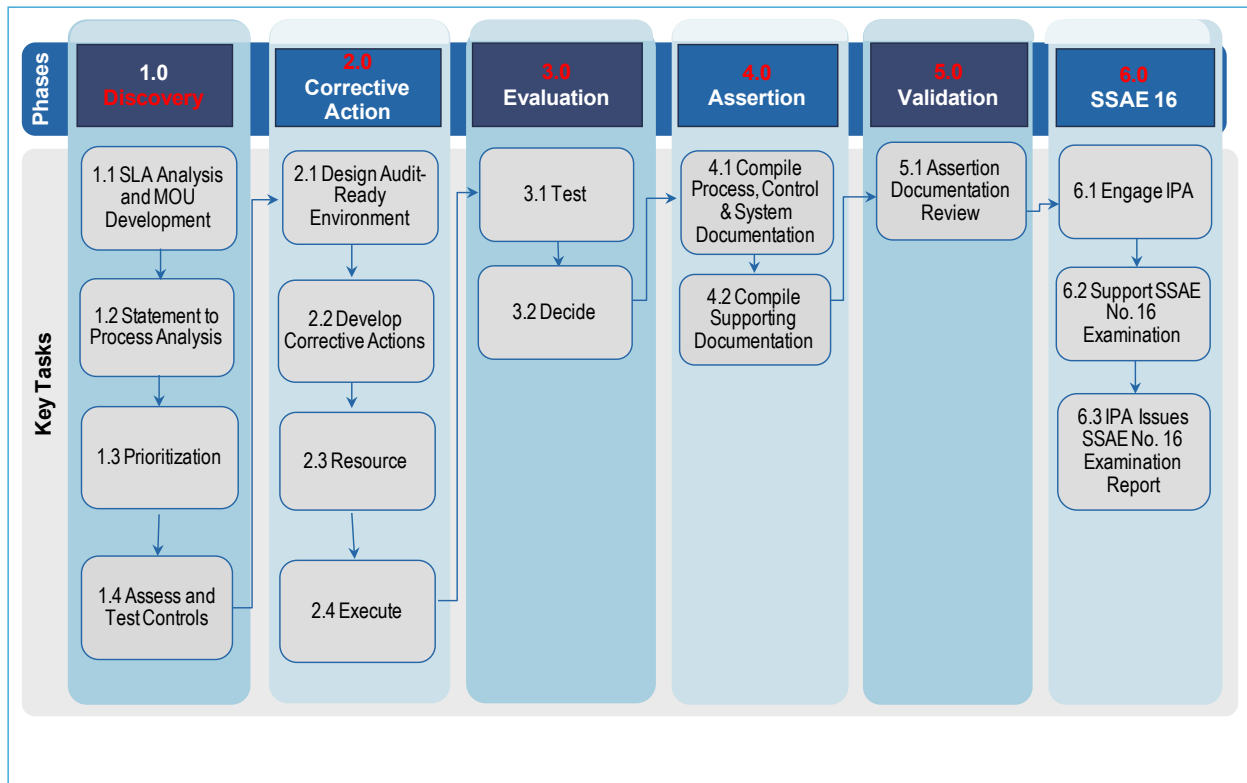 Phases
1.0
Discovery
2.0
Corrective
Action
3.0
Evaluation
4.0
Assertion
5.0
Validation
6.0
SSAE 16
Key Tasks
1.1 SLA Analysis
and MOU
Development
1.2 Statement to
Process Analysis
1.3 Prioritization
1.4 Assess and
Test Controls
2.1 Design Audit-
Ready
Environment
2.2 Develop
Corrective Actions
2.3 Resource
2.4 Execute
3.1 Test
3.2 Decide
4.1 Compile
Process, Control
& System
Documentation
4.2 Compile
Supporting
Documentation
5.1 Assertion
Documentation
Review
6.1 Engage IPA
6.2 Support SSAE
No. 16
Examination
6.3 IPA Issues
SSAE No. 16
Examination
Report